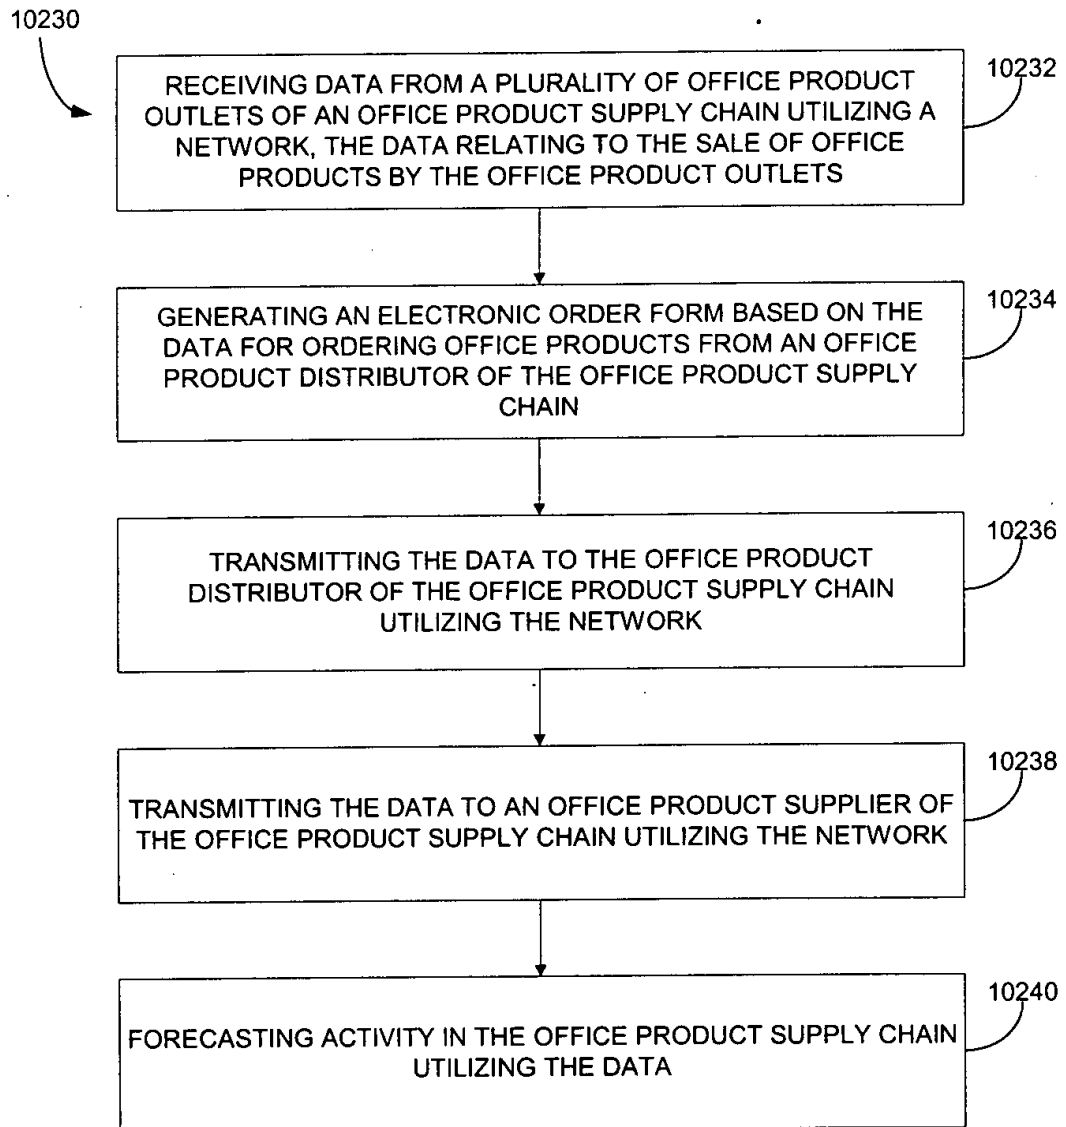 10230
RECEIVING DATA FROM A PLURALITY OF OFFICE PRODUCT
OUTLETS OF AN OFFICE PRODUCT SUPPLY CHAIN UTILIZING A
NETWORK, THE DATA RELATING TO THE SALE OF OFFICE
PRODUCTS BY THE OFFICE PRODUCT OUTLETS
10232
GENERATING AN ELECTRONIC ORDER FORM BASED ON THE
DATA FOR ORDERING OFFICE PRODUCTS FROM AN OFFICE
PRODUCT DISTRIBUTOR OF THE OFFICE PRODUCT SUPPLY
CHAIN
10234
TRANSMITTING THE DATA TO THE OFFICE PRODUCT
DISTRIBUTOR OF THE OFFICE PRODUCT SUPPLY CHAIN
UTILIZING THE NETWORK
10236
TRANSMITTING THE DATA TO AN OFFICE PRODUCT SUPPLIER OF
THE OFFICE PRODUCT SUPPLY CHAIN UTILIZING THE NETWORK
10238
FORECASTING ACTIVITY IN THE OFFICE PRODUCT SUPPLY CHAIN
UTILIZING THE DATA
10240